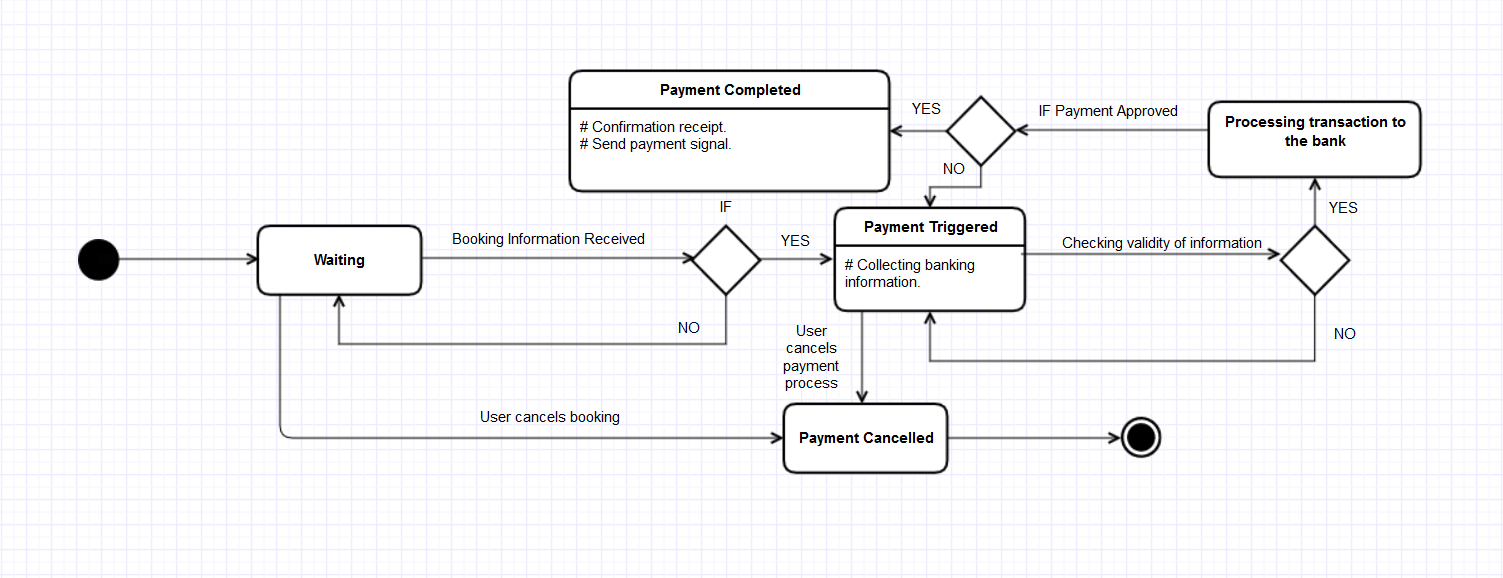 Payment Completed
# Confirmation receipt.
# Send payment signal.
YES
IF Payment Approved
Processing transaction to
the bank
NO
YES
IF
Waiting
Booking Information Received
YES
Payment Triggered
# Collecting banking
information.
Checking validity of information
NO
User
cancels
payment
process
NO
User cancels booking
Payment Cancelled